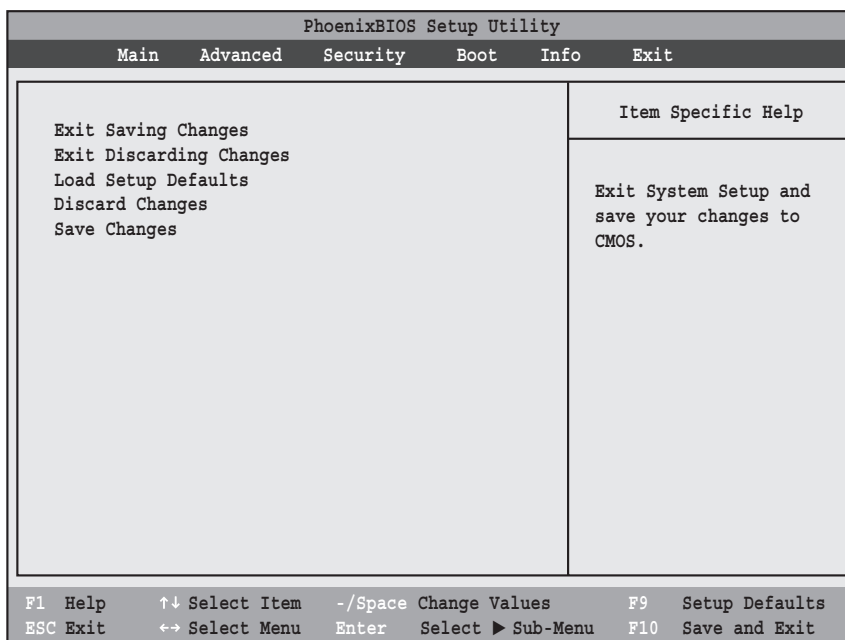 PhoenixBIOS Setup Utility
Main Advanced Security Boot Info Exit
Exit Saving Changes
Exit Discarding Changes
Load Setup Defaults
Discard Changes
Save Changes
Item Specific Help
Exit System Setup and
save your changes to
CMOS.
F1 Help ↑↓ Select Item -/Space Change Values F9 Setup Defaults
ESC Exit ←→ Select Menu Enter Select ▶ Sub-Menu F10 Save and Exit